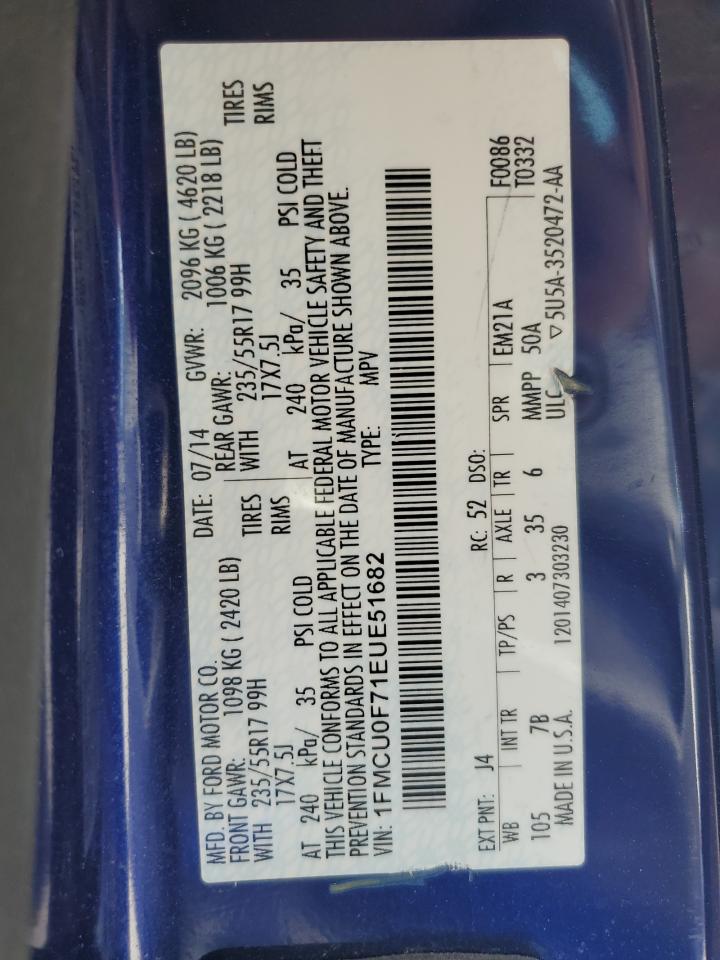 MFD. BY FORD MOTOR CO. DATE: 07/14 GVWR: 2096 KG ( 4620 LB)
FRONT GAWR: 1098 KG ( 2420 LB) REAR GAWR: 1006 KG ( 2218 LB)
WITH 235/55R17 99H TIRES WITH 235/55R17 99H TIRES
17X7.5J RIMS 17X7.5J RIMS
AT 240 kPa/ 35 PSI COLD AT 240 kPa/ 35 PSI COLD
THIS VEHICLE CONFORMS TO ALL APPLICABLE FEDERAL MOTOR VEHICLE SAFETY AND THEFT
PREVENTION STANDARDS IN EFFECT ON THE DATE OF MANUFACTURE SHOWN ABOVE.
VIN: 1FMCU0F71EUE51682 TYPE: MPV
EXT PNT: J4 RC: 52 DSO: F0086
WB INT TR TP/PS R AXLE TR SPR EM21A T0332
105 7B 3 35 6 MMPP 50A
MADE IN U.S.A. 1201407303230 ULC ▽5U5A-3520472-AA